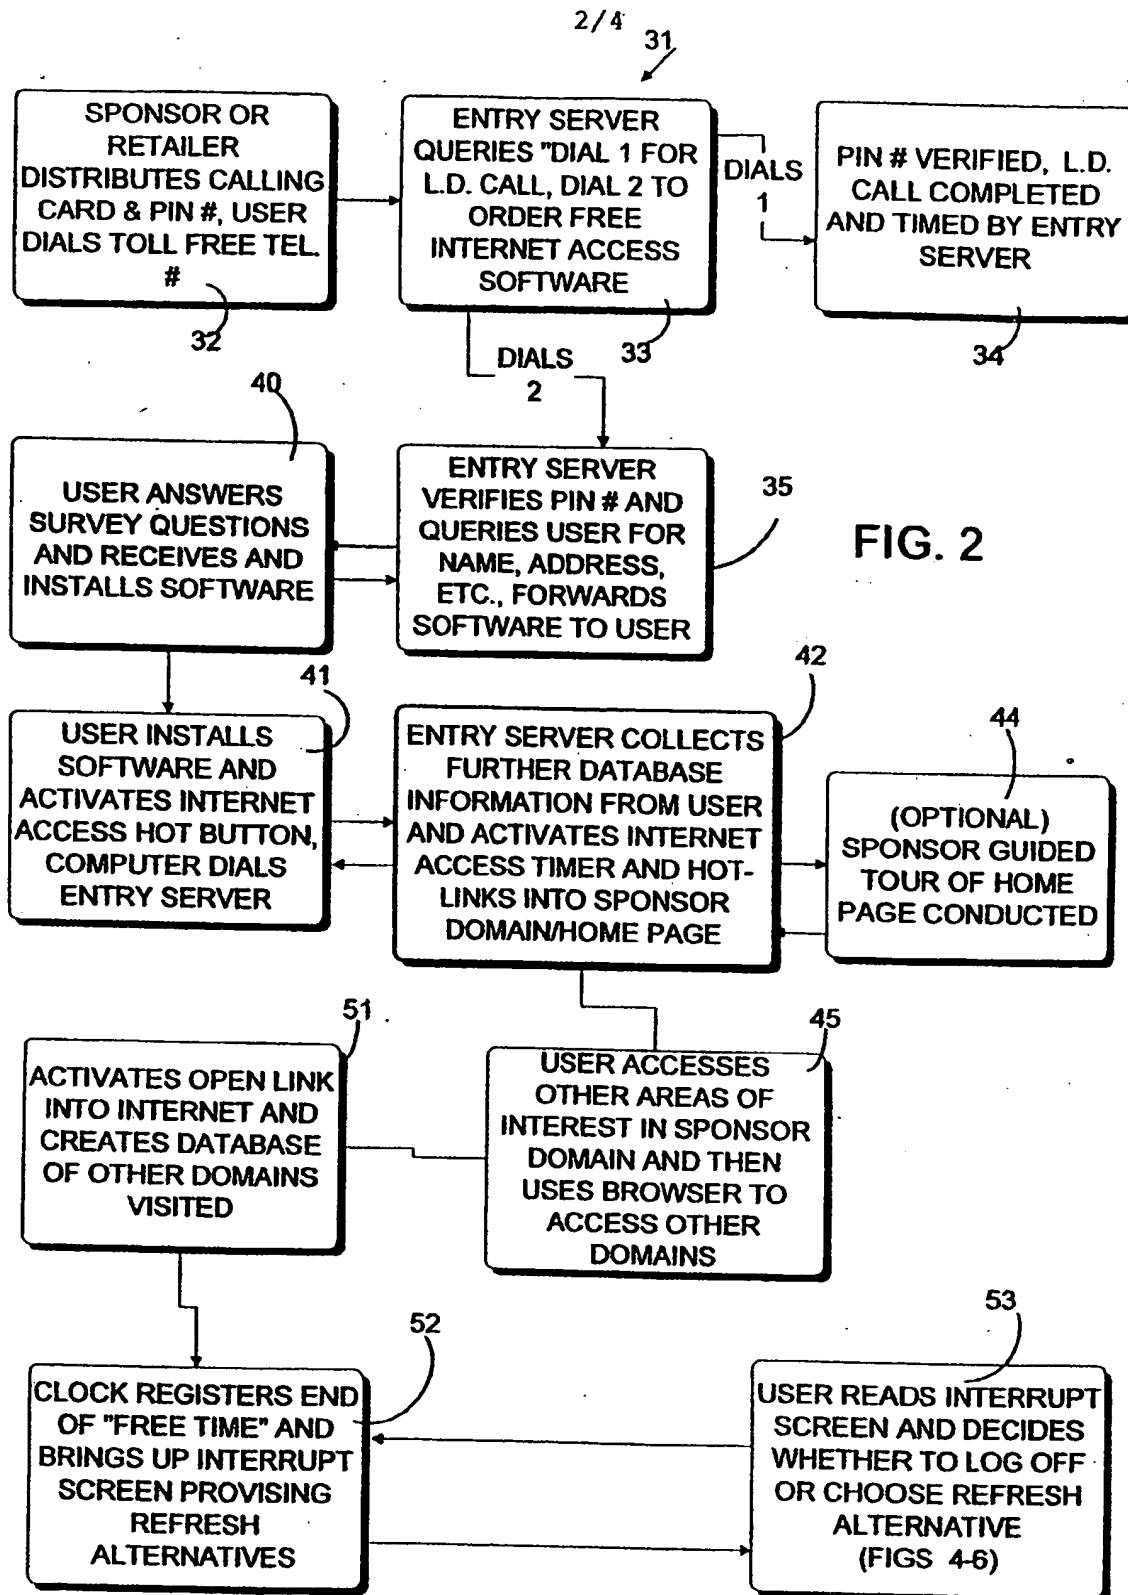 2/4
31
SPONSOR OR
RETAILER
DISTRIBUTES CALLING
CARD & PIN #, USER
DIALS TOLL FREE TEL.
#
32
ENTRY SERVER
QUERIES "DIAL 1 FOR
L.D. CALL, DIAL 2 TO
ORDER FREE
INTERNET ACCESS
SOFTWARE
33
DIALS
1
PIN # VERIFIED, L.D.
CALL COMPLETED
AND TIMED BY ENTRY
SERVER
34
DIALS
2
40
USER ANSWERS
SURVEY QUESTIONS
AND RECEIVES AND
INSTALLS SOFTWARE
ENTRY SERVER
VERIFIES PIN # AND
QUERIES USER FOR
NAME, ADDRESS,
ETC., FORWARDS
SOFTWARE TO USER
35
FIG. 2
41
USER INSTALLS
SOFTWARE AND
ACTIVATES INTERNET
ACCESS HOT BUTTON,
COMPUTER DIALS
ENTRY SERVER
42
ENTRY SERVER COLLECTS
FURTHER DATABASE
INFORMATION FROM USER
AND ACTIVATES INTERNET
ACCESS TIMER AND HOT-
LINKS INTO SPONSOR
DOMAIN/HOME PAGE
44
(OPTIONAL)
SPONSOR GUIDED
TOUR OF HOME
PAGE CONDUCTED
51
ACTIVATES OPEN LINK
INTO INTERNET AND
CREATES DATABASE
OF OTHER DOMAINS
VISITED
45
USER ACCESSES
OTHER AREAS OF
INTEREST IN SPONSOR
DOMAIN AND THEN
USES BROWSER TO
ACCESS OTHER
DOMAINS
52
CLOCK REGISTERS END
OF "FREE TIME" AND
BRINGS UP INTERRUPT
SCREEN PROVISING
REFRESH
ALTERNATIVES
53
USER READS INTERRUPT
SCREEN AND DECIDES
WHETHER TO LOG OFF
OR CHOOSE REFRESH
ALTERNATIVE
(FIGS 4-6)